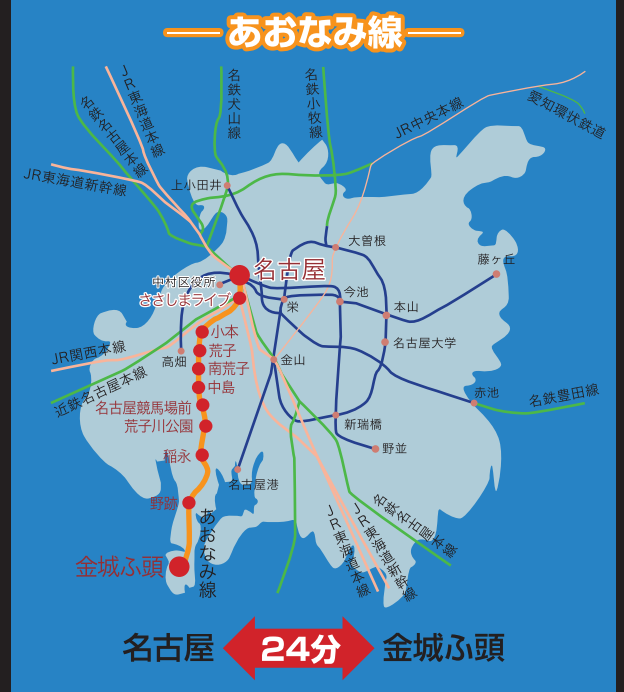 あおなみ線
JR東海道本線
名鉄名古屋本線
名鉄犬山線
名鉄小牧線
JR中央本線
愛知環状鉄道
JR東海道新幹線
上小田井
大曽根
藤ヶ丘
名古屋
中村区役所
ささしまライブ
栄
今池
本山
小本
荒子
南荒子
中島
名古屋競馬場前
荒子川公園
稲永
野跡
金城ふ頭
JR関西本線
高畑
近鉄名古屋本線
金山
名古屋大学
赤池
名鉄豊田線
新瑞橋
野並
名古屋港
あおなみ線
JR東海道本線
JR東海道新幹線
名鉄名古屋本線
名古屋
24分
金城ふ頭